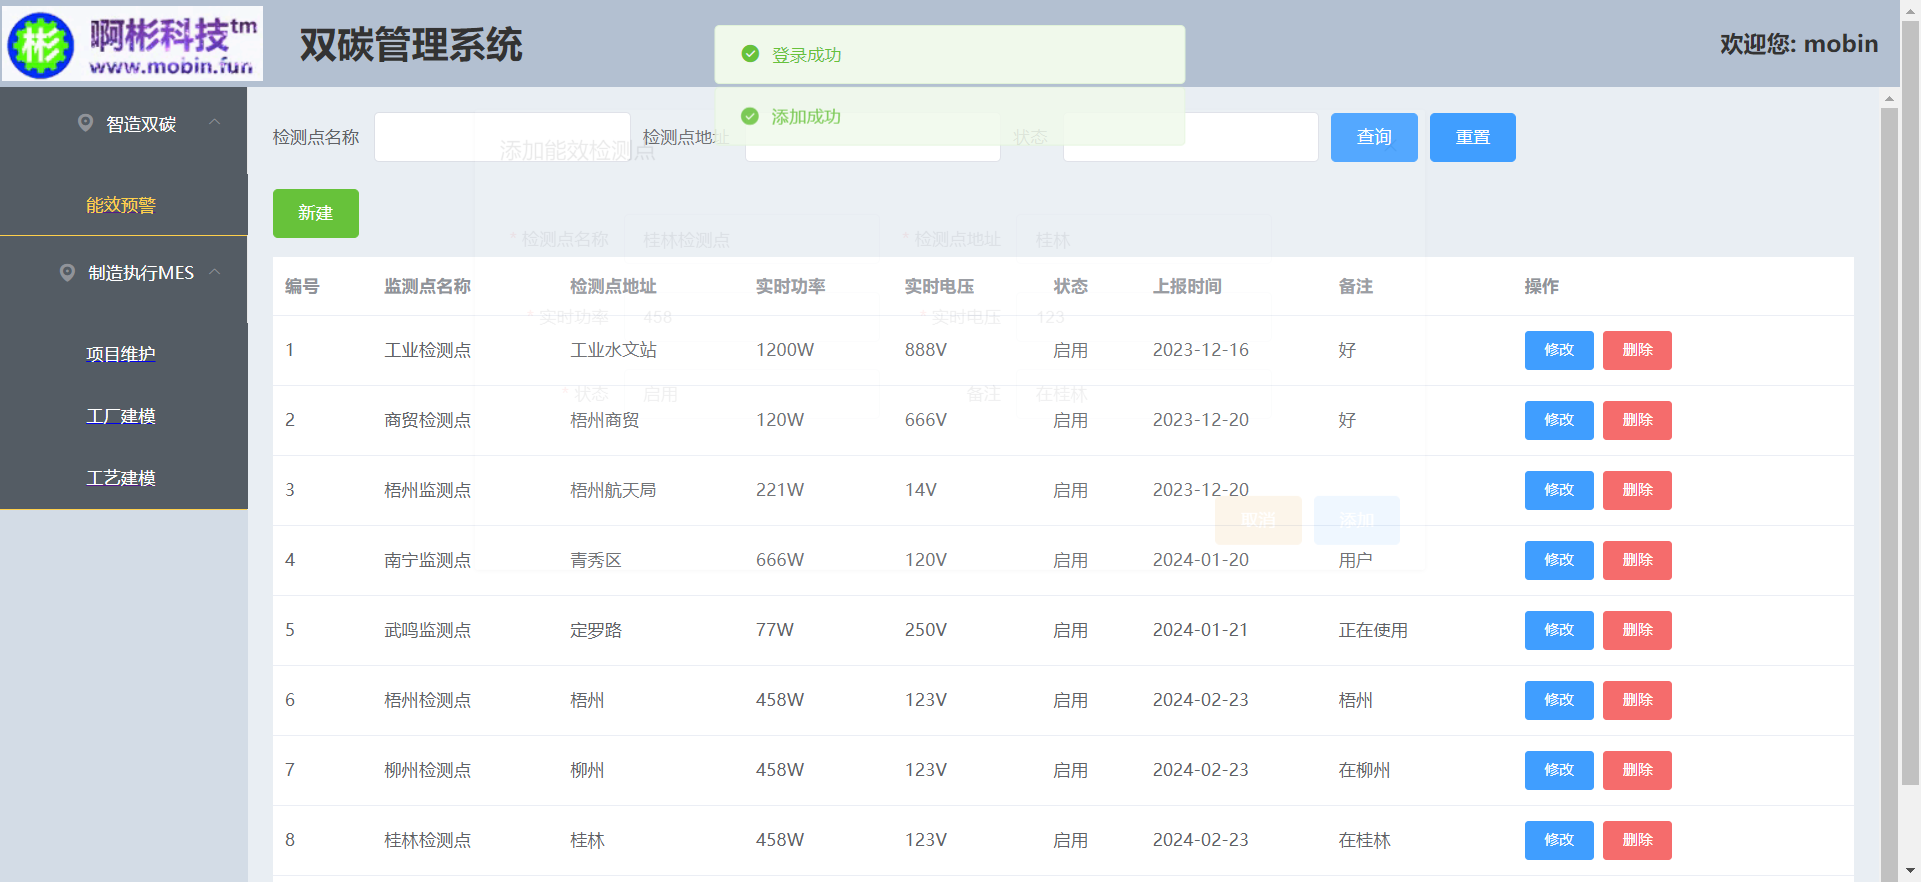 彬 啊彬科技™
www.mobin.fun
双碳管理系统
登录成功
欢迎您: mobin
添加成功
智造双碳
能效预警
制造执行MES
项目维护
工厂建模
工艺建模
检测点名称 检测点地址 状态 查询 重置
添加能效检测点
新建
* 检测点名称 桂林检测点 * 检测点地址 桂林
编号 监测点名称 检测点地址 实时功率 实时电压 状态 上报时间 备注 操作
* 实时功率 458 * 实时电压 123
1 工业检测点 工业水文站 1200W 888V 启用 2023-12-16 好 修改 删除
* 状态 启用 备注 在桂林
2 商贸检测点 梧州商贸 120W 666V 启用 2023-12-20 好 修改 删除
3 梧州监测点 梧州航天局 221W 14V 启用 2023-12-20 修改 删除
取消 添加
4 南宁监测点 青秀区 666W 120V 启用 2024-01-20 用户 修改 删除
5 武鸣监测点 定罗路 77W 250V 启用 2024-01-21 正在使用 修改 删除
6 梧州检测点 梧州 458W 123V 启用 2024-02-23 梧州 修改 删除
7 柳州检测点 柳州 458W 123V 启用 2024-02-23 在柳州 修改 删除
8 桂林检测点 桂林 458W 123V 启用 2024-02-23 在桂林 修改 删除